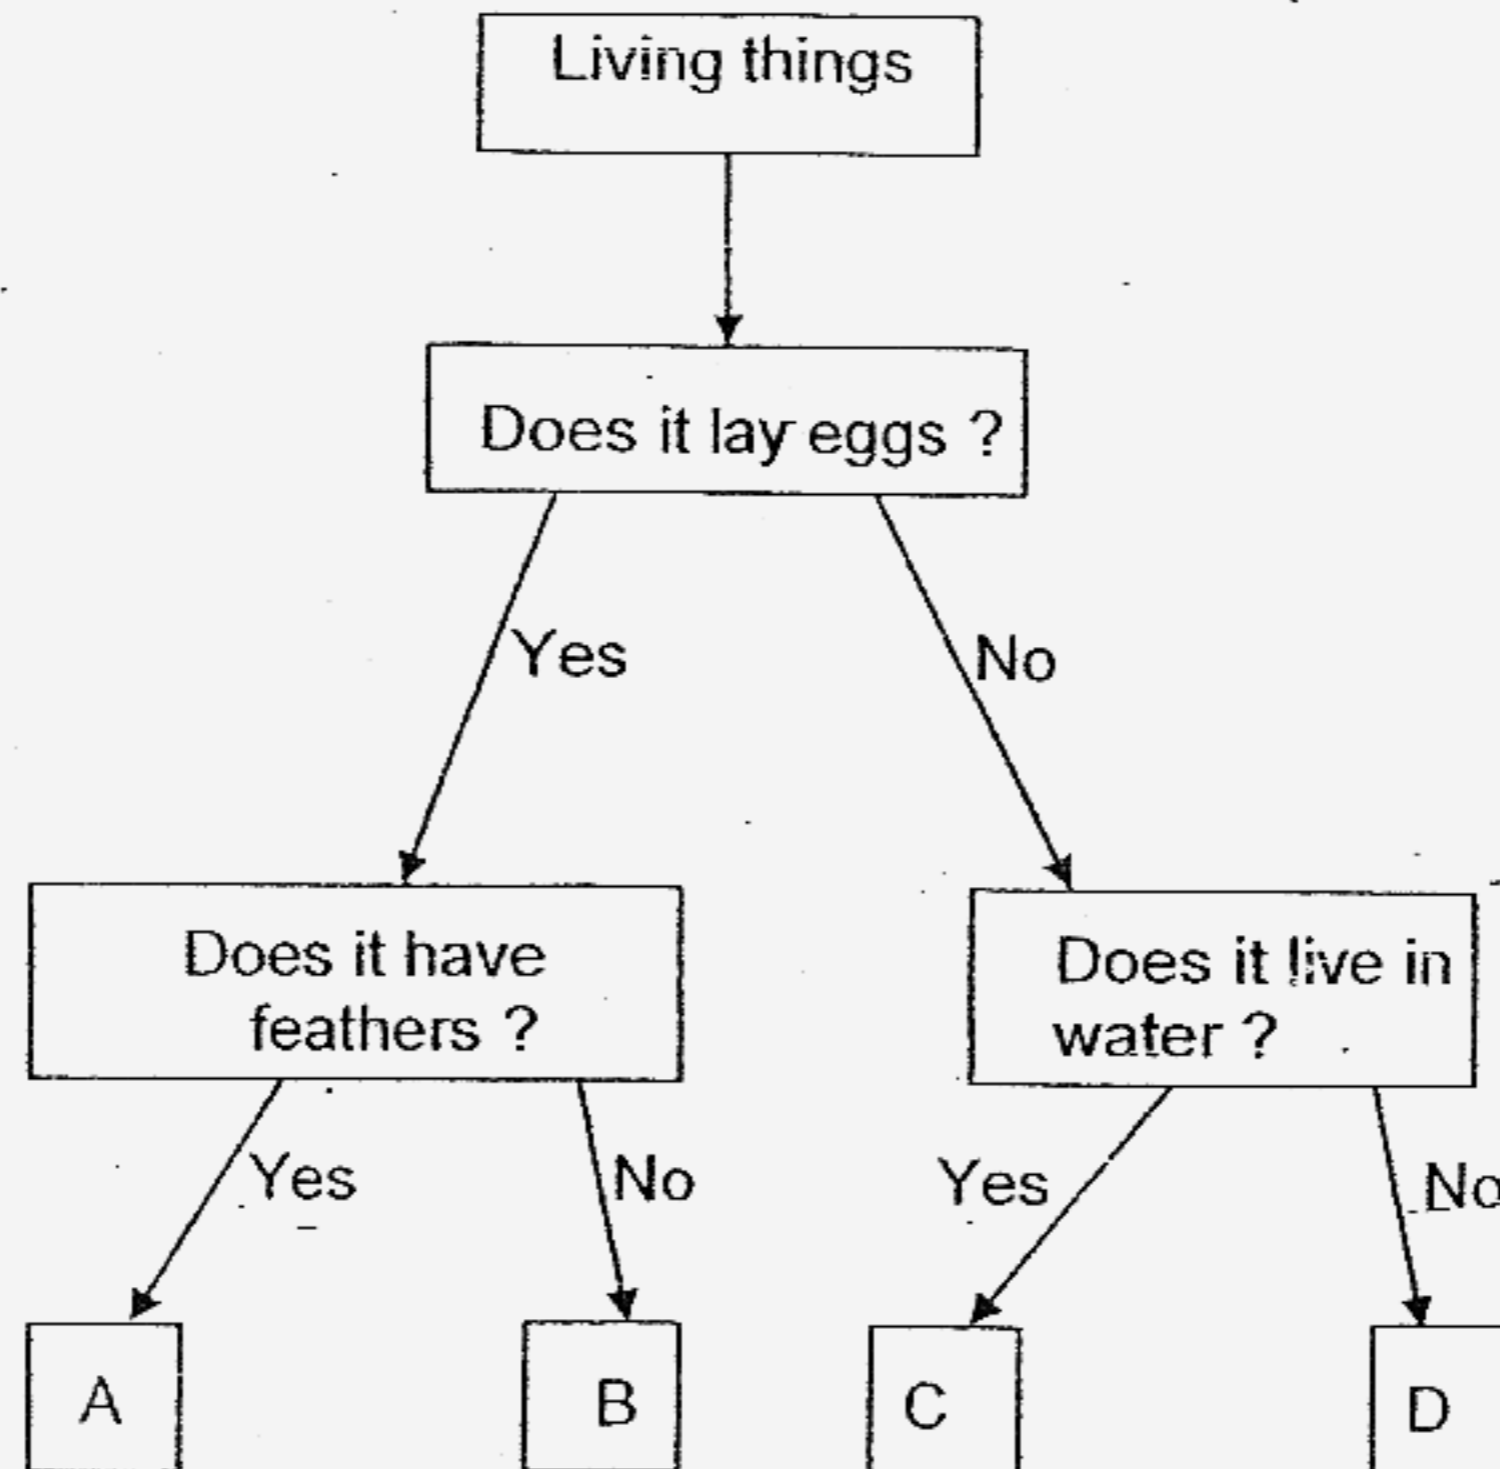 Living things
Does it lay eggs ?
Yes
No
Does it have
feathers ?
Does it live in
water ?
Yes
No
Yes
No
A
B
C
D